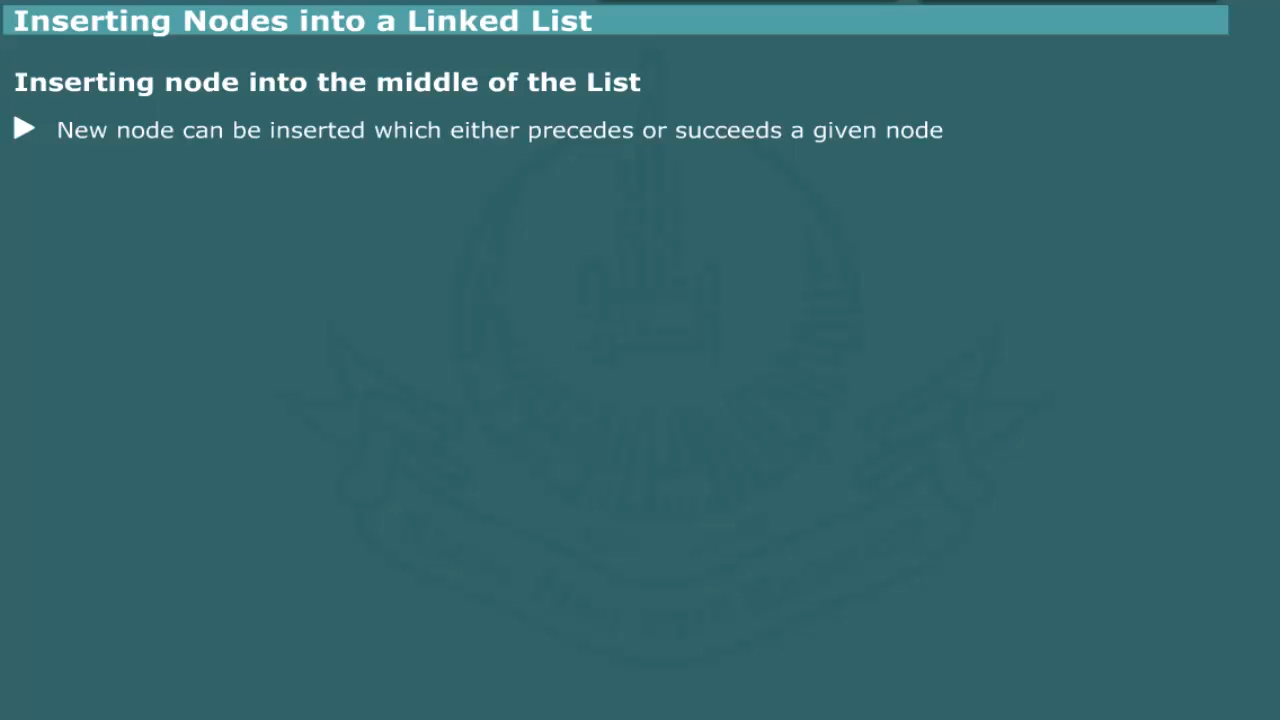 Inserting Nodes into a Linked List
Inserting node into the middle of the List
New node can be inserted which either precedes or succeeds a given node